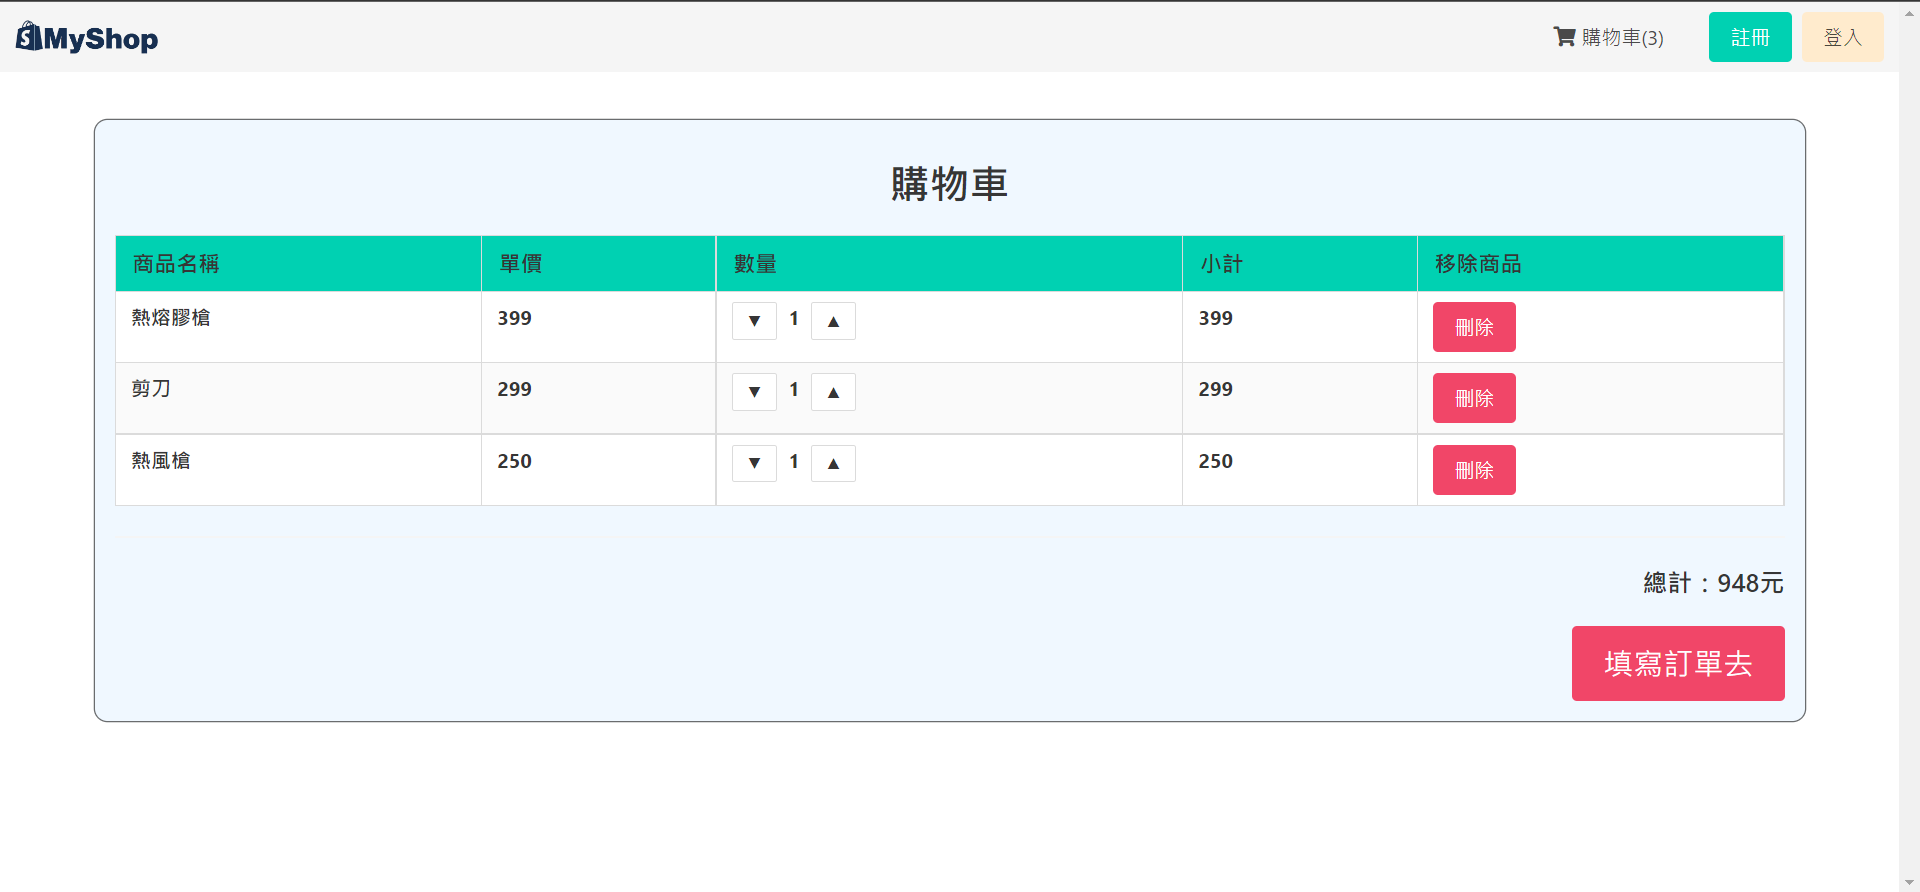 MyShop
購物車(3)
註冊
登入
購物車
商品名稱 單價 數量 小計 移除商品
熱熔膠槍 399 ▼ 1 ▲ 399 刪除
剪刀 299 ▼ 1 ▲ 299 刪除
熱風槍 250 ▼ 1 ▲ 250 刪除
總計：948元
填寫訂單去